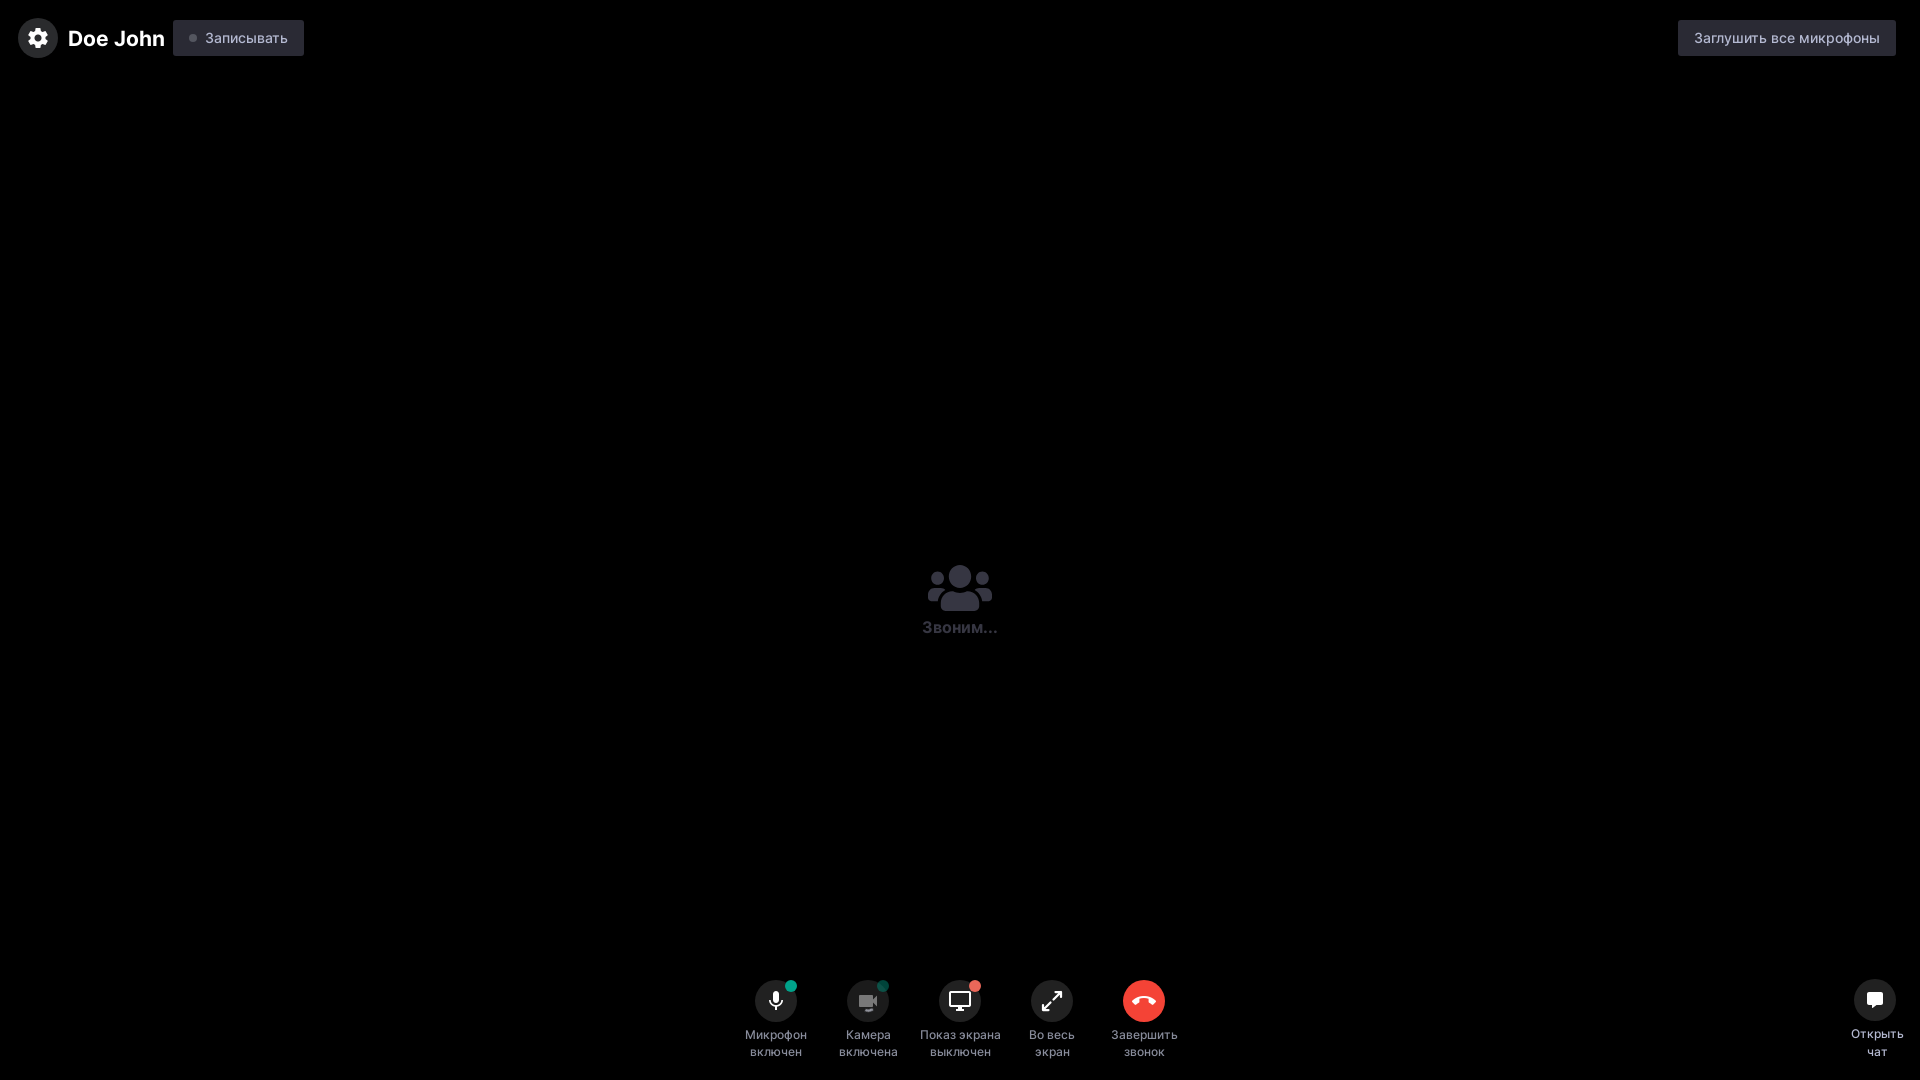 Doe John
Записывать
Заглушить все микрофоны
Звоним...
Микрофон
включен
Камера
включена
Показ экрана
выключен
Во весь
экран
Завершить
звонок
Открыть
чат